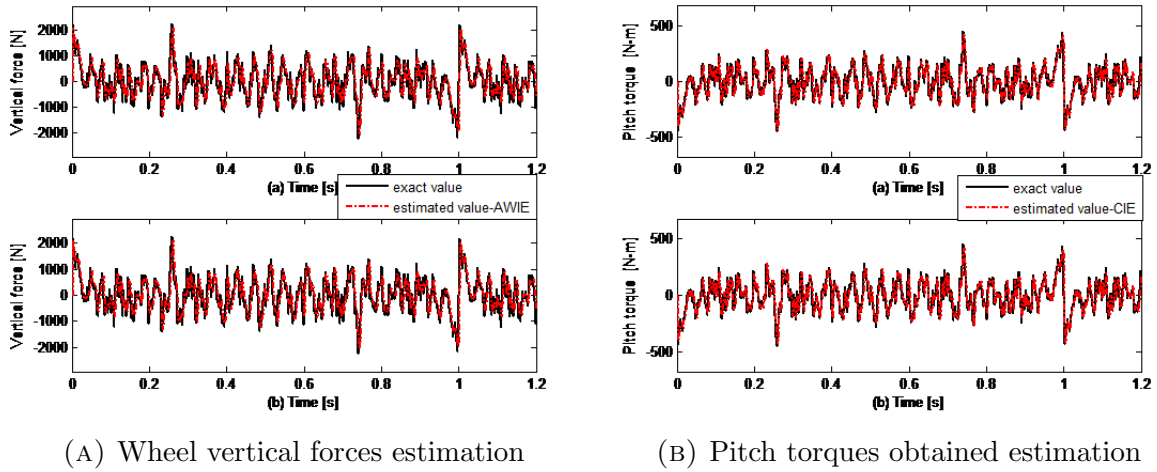 2000
1000
0
-1000
-2000
Vertical force [N]
0 0.2 0.4 0.6 0.8 1 1.2
(a) Time [s]
exact value
estimated value-AWIE
2000
1000
0
-1000
-2000
Vertical force [N]
0 0.2 0.4 0.6 0.8 1 1.2
(b) Time [s]
(A) Wheel vertical forces estimation
500
0
-500
Pitch torque [N·m]
0 0.2 0.4 0.6 0.8 1 1.2
(a) Time [s]
exact value
estimated value-CIE
500
0
-500
Pitch torque [N·m]
0 0.2 0.4 0.6 0.8 1 1.2
(b) Time [s]
(B) Pitch torques obtained estimation